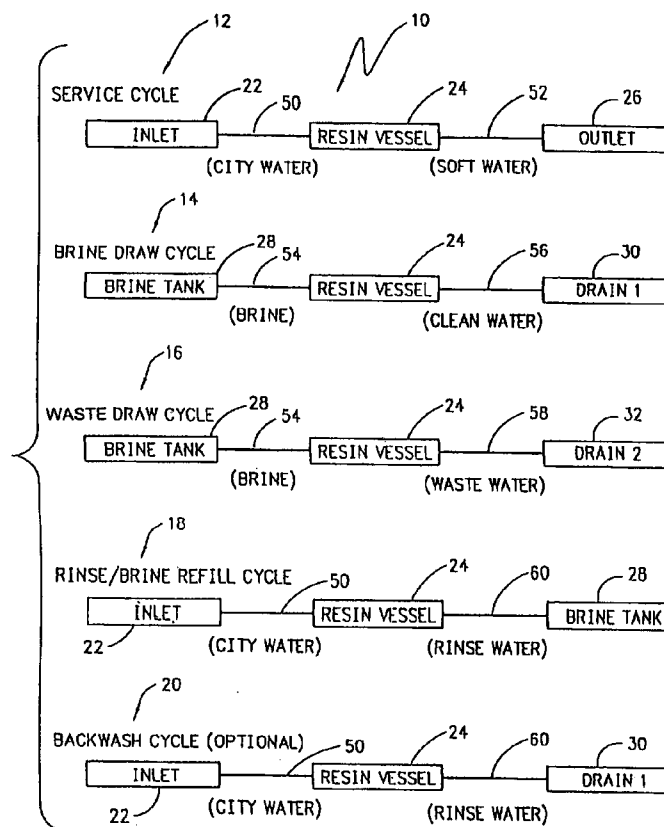 12
10
SERVICE CYCLE
22
50
24
52
26
INLET
RESIN VESSEL
OUTLET
(CITY WATER)
(SOFT WATER)
14
BRINE DRAW CYCLE
28
54
24
56
30
BRINE TANK
RESIN VESSEL
DRAIN 1
(BRINE)
(CLEAN WATER)
16
WASTE DRAW CYCLE
28
54
24
58
32
BRINE TANK
RESIN VESSEL
DRAIN 2
(BRINE)
(WASTE WATER)
18
RINSE/BRINE REFILL CYCLE
50
24
60
28
INLET
RESIN VESSEL
BRINE TANK
22
(CITY WATER)
(RINSE WATER)
20
BACKWASH CYCLE (OPTIONAL)
50
24
60
30
INLET
RESIN VESSEL
DRAIN 1
22
(CITY WATER)
(RINSE WATER)